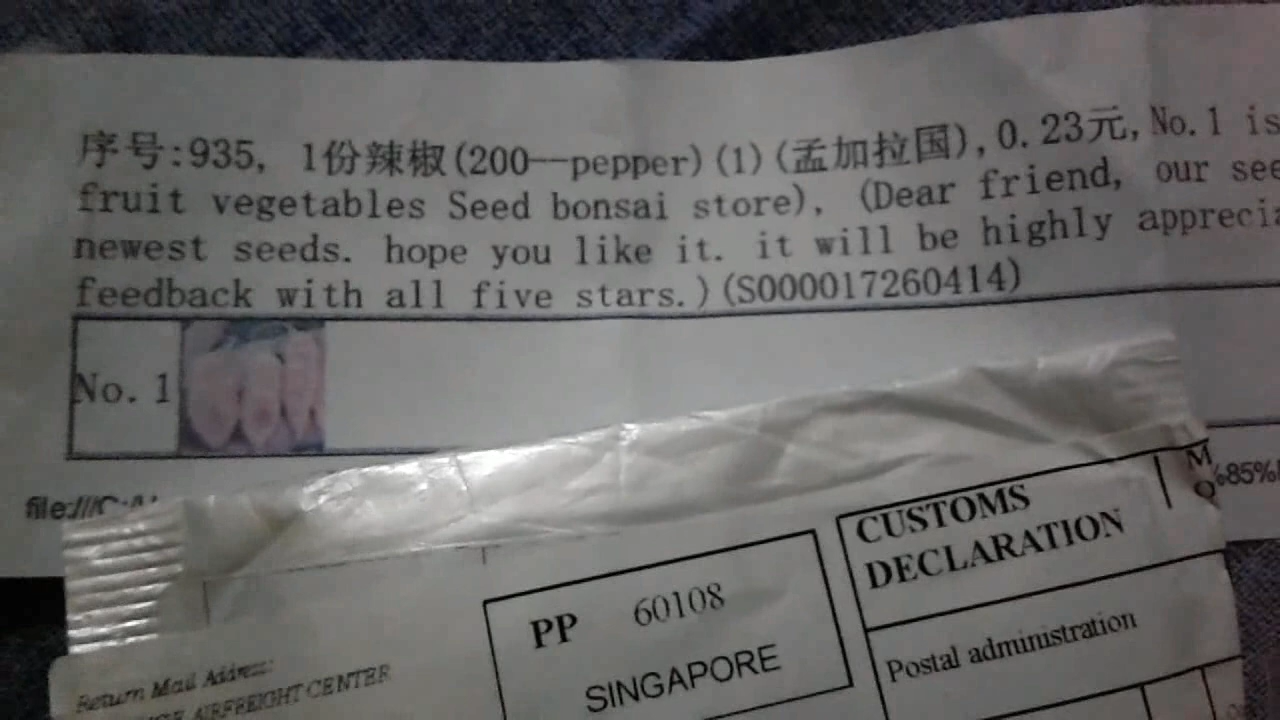 序号:935, 1份辣椒(200--pepper)(1)(孟加拉国),0.23元,No.1 is
fruit vegetables Seed bonsai store), (Dear friend, our see
newest seeds. hope you like it. it will be highly apprecia
feedback with all five stars.)(S000017260414)
No. 1
file:///C:/
%85%
CUSTOMS
DECLARATION
M
Q
PP 60108
SINGAPORE
Postal administration
Return Mail Address:
AIRFREIGHT CENTER